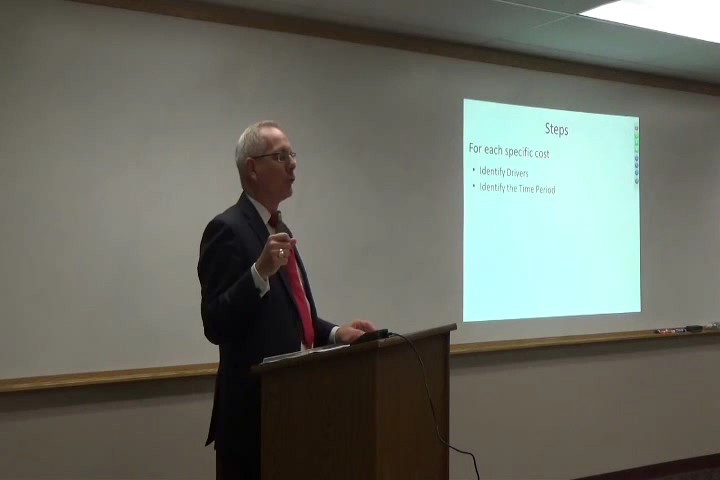 Steps
For each specific cost
• Identify Drivers
• Identify the Time Period